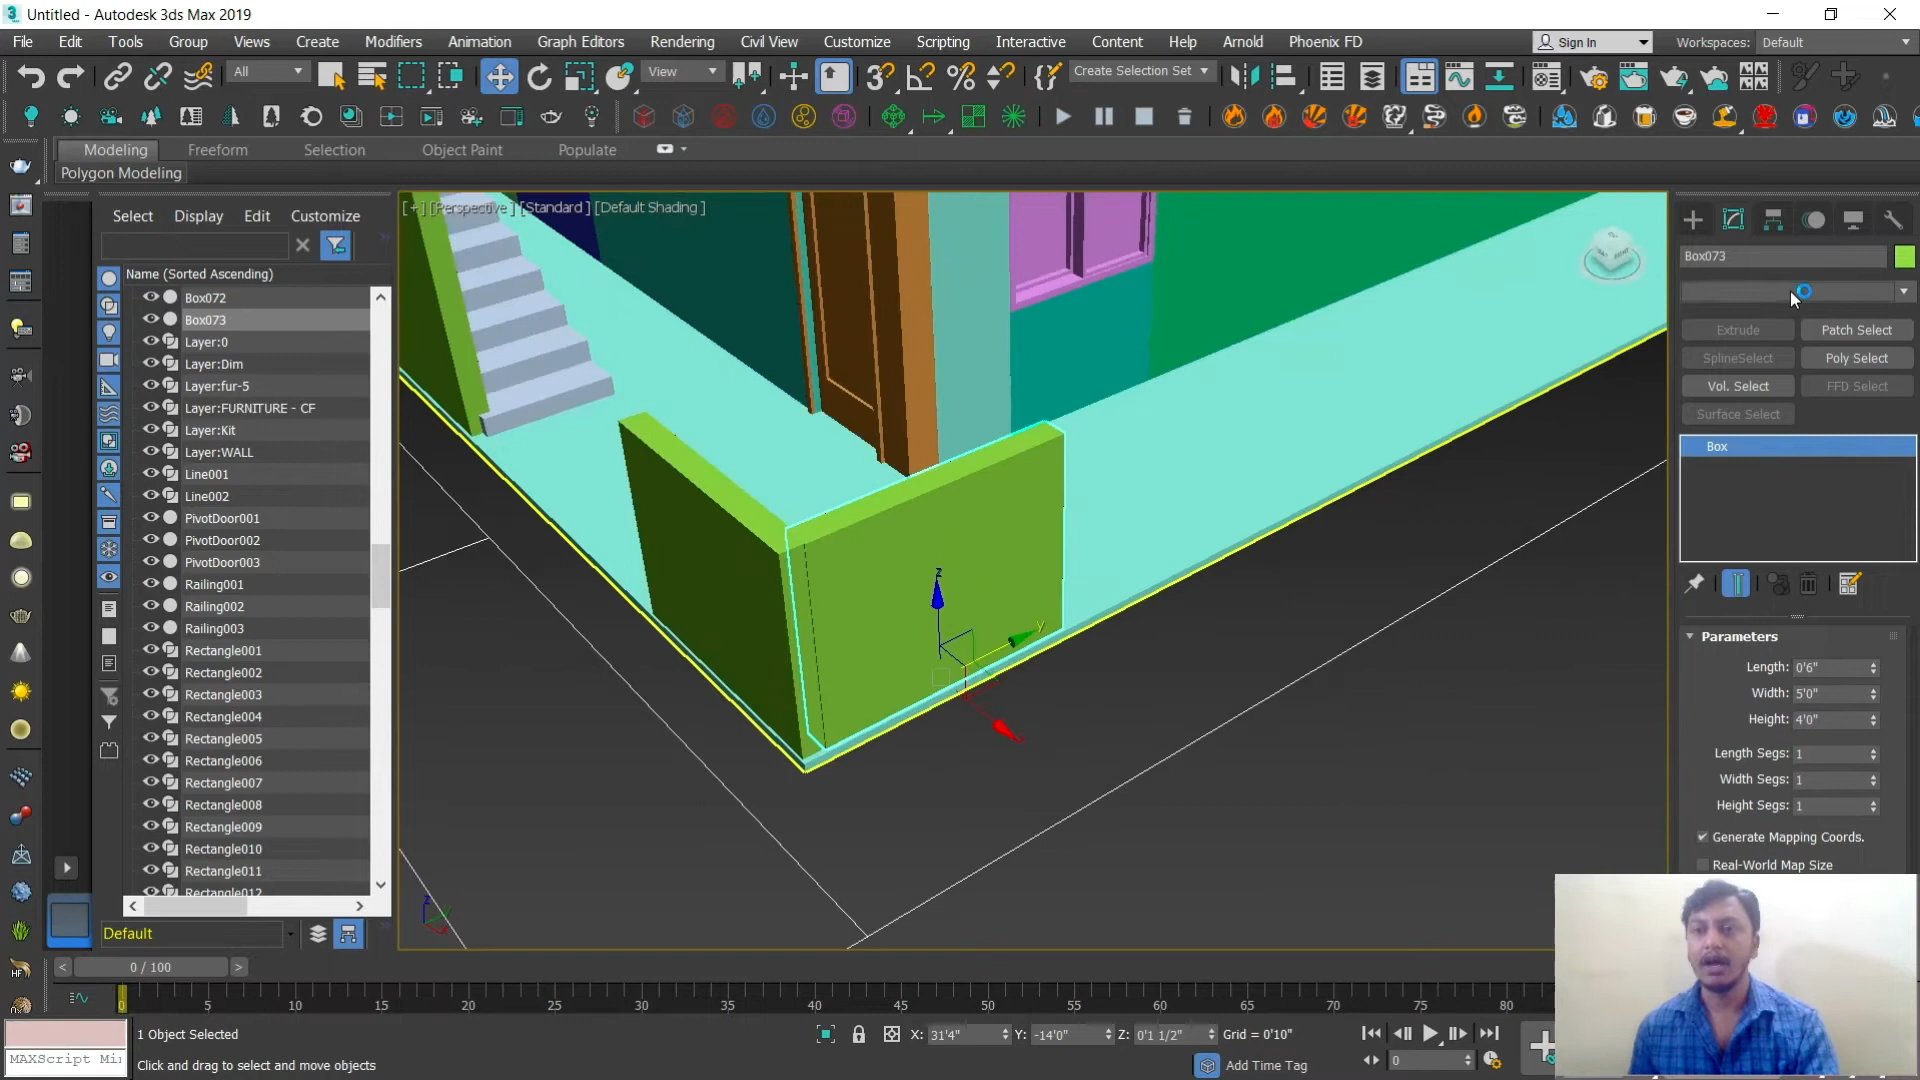 Untitled - Autodesk 3ds Max 2019
File Edit Tools Group Views Create Modifiers Animation Graph Editors Rendering Civil View Customize Scripting Interactive Content Help Arnold Phoenix FD Sign In Workspaces: Default
All View Create Selection Set
Modeling Freeform Selection Object Paint Populate
Polygon Modeling
Select Display Edit Customize
[+] [Perspective ] [Standard ] [Default Shading ]
Name (Sorted Ascending)
Box072
Box073
Layer:0
Layer:Dim
Layer:fur-5
Layer:FURNITURE - CF
Layer:Kit
Layer:WALL
Line001
Line002
PivotDoor001
PivotDoor002
PivotDoor003
Railing001
Railing002
Railing003
Rectangle001
Rectangle002
Rectangle003
Rectangle004
Rectangle005
Rectangle006
Rectangle007
Rectangle008
Rectangle009
Rectangle010
Rectangle011
Rectangle012
Default
z
y
Box073
Extrude Patch Select
SplineSelect Poly Select
Vol. Select FFD Select
Surface Select
Box
Parameters
Length: 0'6"
Width: 5'0"
Height: 4'0"
Length Segs: 1
Width Segs: 1
Height Segs: 1
Generate Mapping Coords.
Real-World Map Size
< 0 / 100 >
0 5 10 15 20 25 30 35 40 45 50 55 60 65 70 75 80
1 Object Selected X: 31'4" Y: -14'0" Z: 0'1 1/2" Grid = 0'10"
MAXScript Mi Click and drag to select and move objects Add Time Tag 0